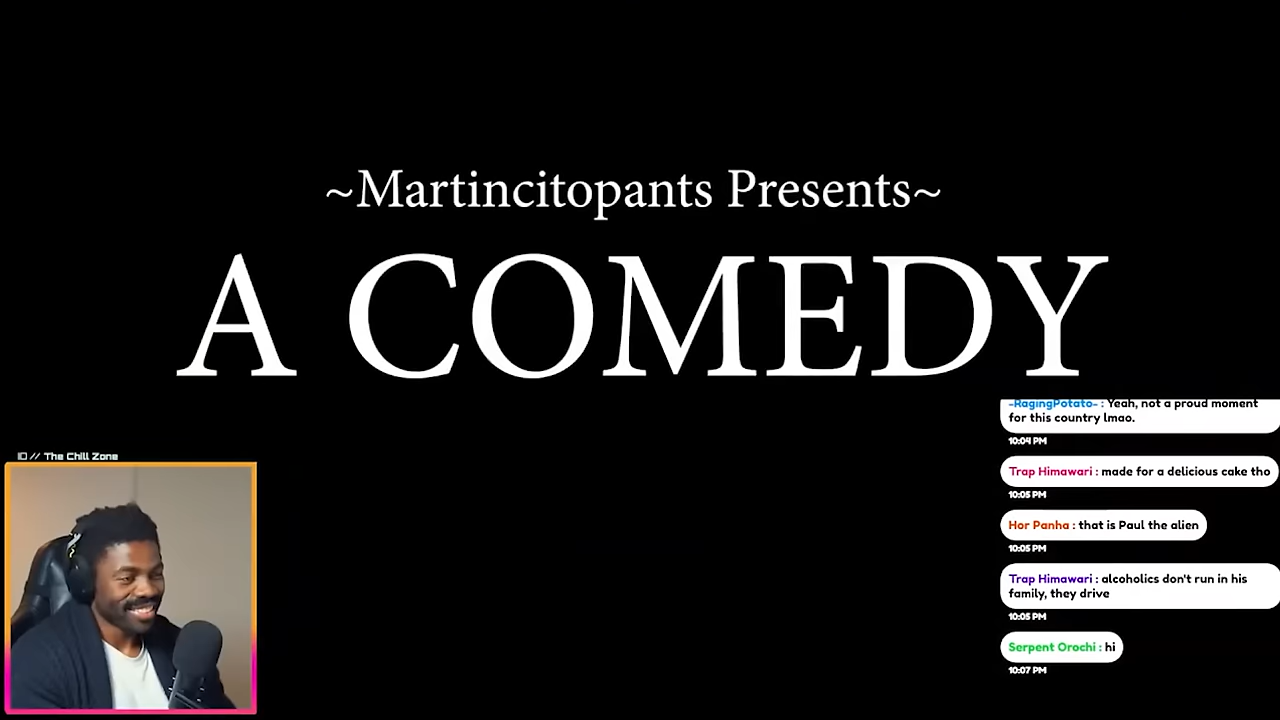 ~Martincitopants Presents~
A COMEDY
-RagingPotato- : Yeah, not a proud moment
for this country lmao.
10:04 PM
Trap Himawari : made for a delicious cake tho
10:05 PM
Hor Panha : that is Paul the alien
10:05 PM
Trap Himawari : alcoholics don't run in his
family, they drive
10:05 PM
Serpent Orochi : hi
10:07 PM
// The Chill Zone